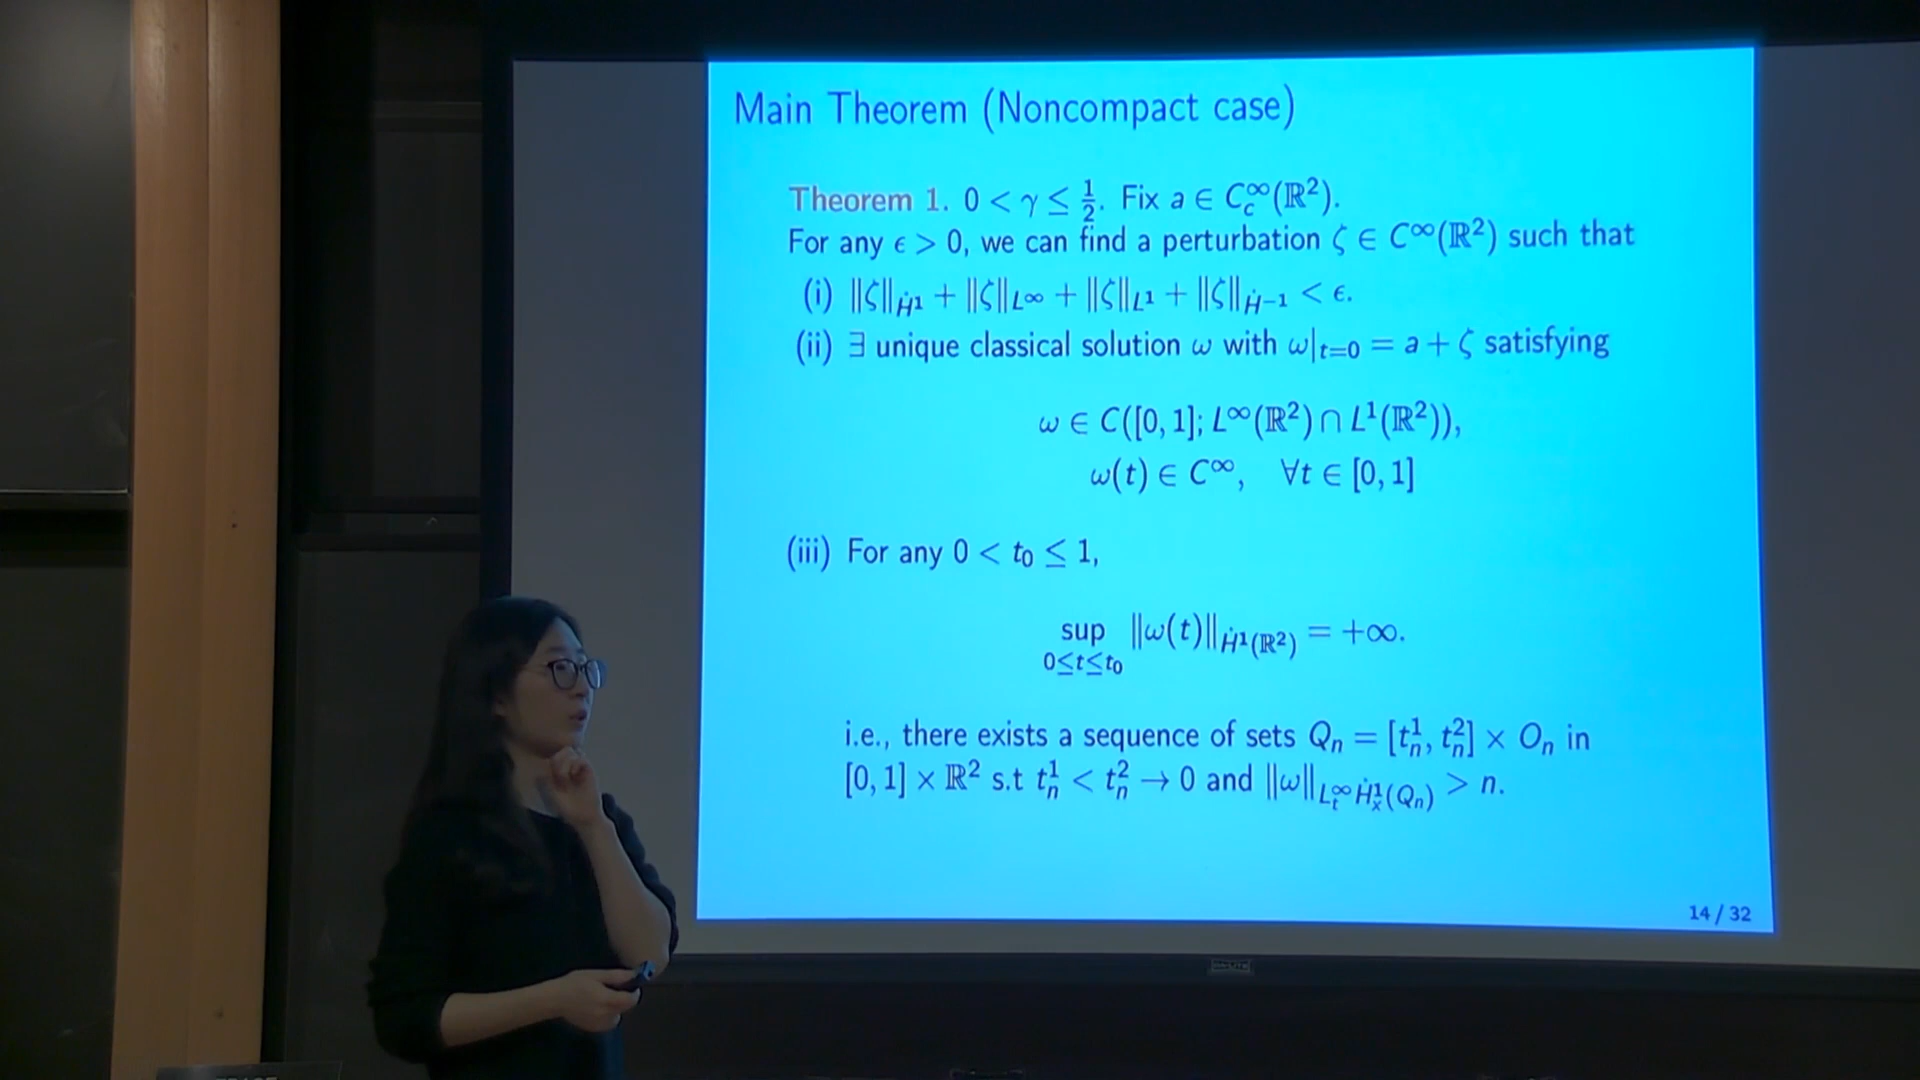 Main Theorem (Noncompact case)
Theorem 1. 0 < γ ≤ 1/2. Fix a ∈ C_c^∞(ℝ²).
For any ϵ > 0, we can find a perturbation ζ ∈ C^∞(ℝ²) such that
(i) ‖ζ‖_{Ḣ¹} + ‖ζ‖_{L^∞} + ‖ζ‖_{L¹} + ‖ζ‖_{Ḣ⁻¹} < ϵ.
(ii) ∃ unique classical solution ω with ω|_{t=0} = a + ζ satisfying
ω ∈ C([0, 1]; L^∞(ℝ²) ∩ L¹(ℝ²)),
ω(t) ∈ C^∞, ∀t ∈ [0, 1]
(iii) For any 0 < t₀ ≤ 1,
sup_{0≤t≤t₀} ‖ω(t)‖_{Ḣ¹(ℝ²)} = +∞.
i.e., there exists a sequence of sets Q_n = [t_n^1, t_n^2] × O_n in
[0, 1] × ℝ² s.t t_n^1 < t_n^2 → 0 and ‖ω‖_{L_t^∞ Ḣ_x^1(Q_n)} > n.
14 / 32